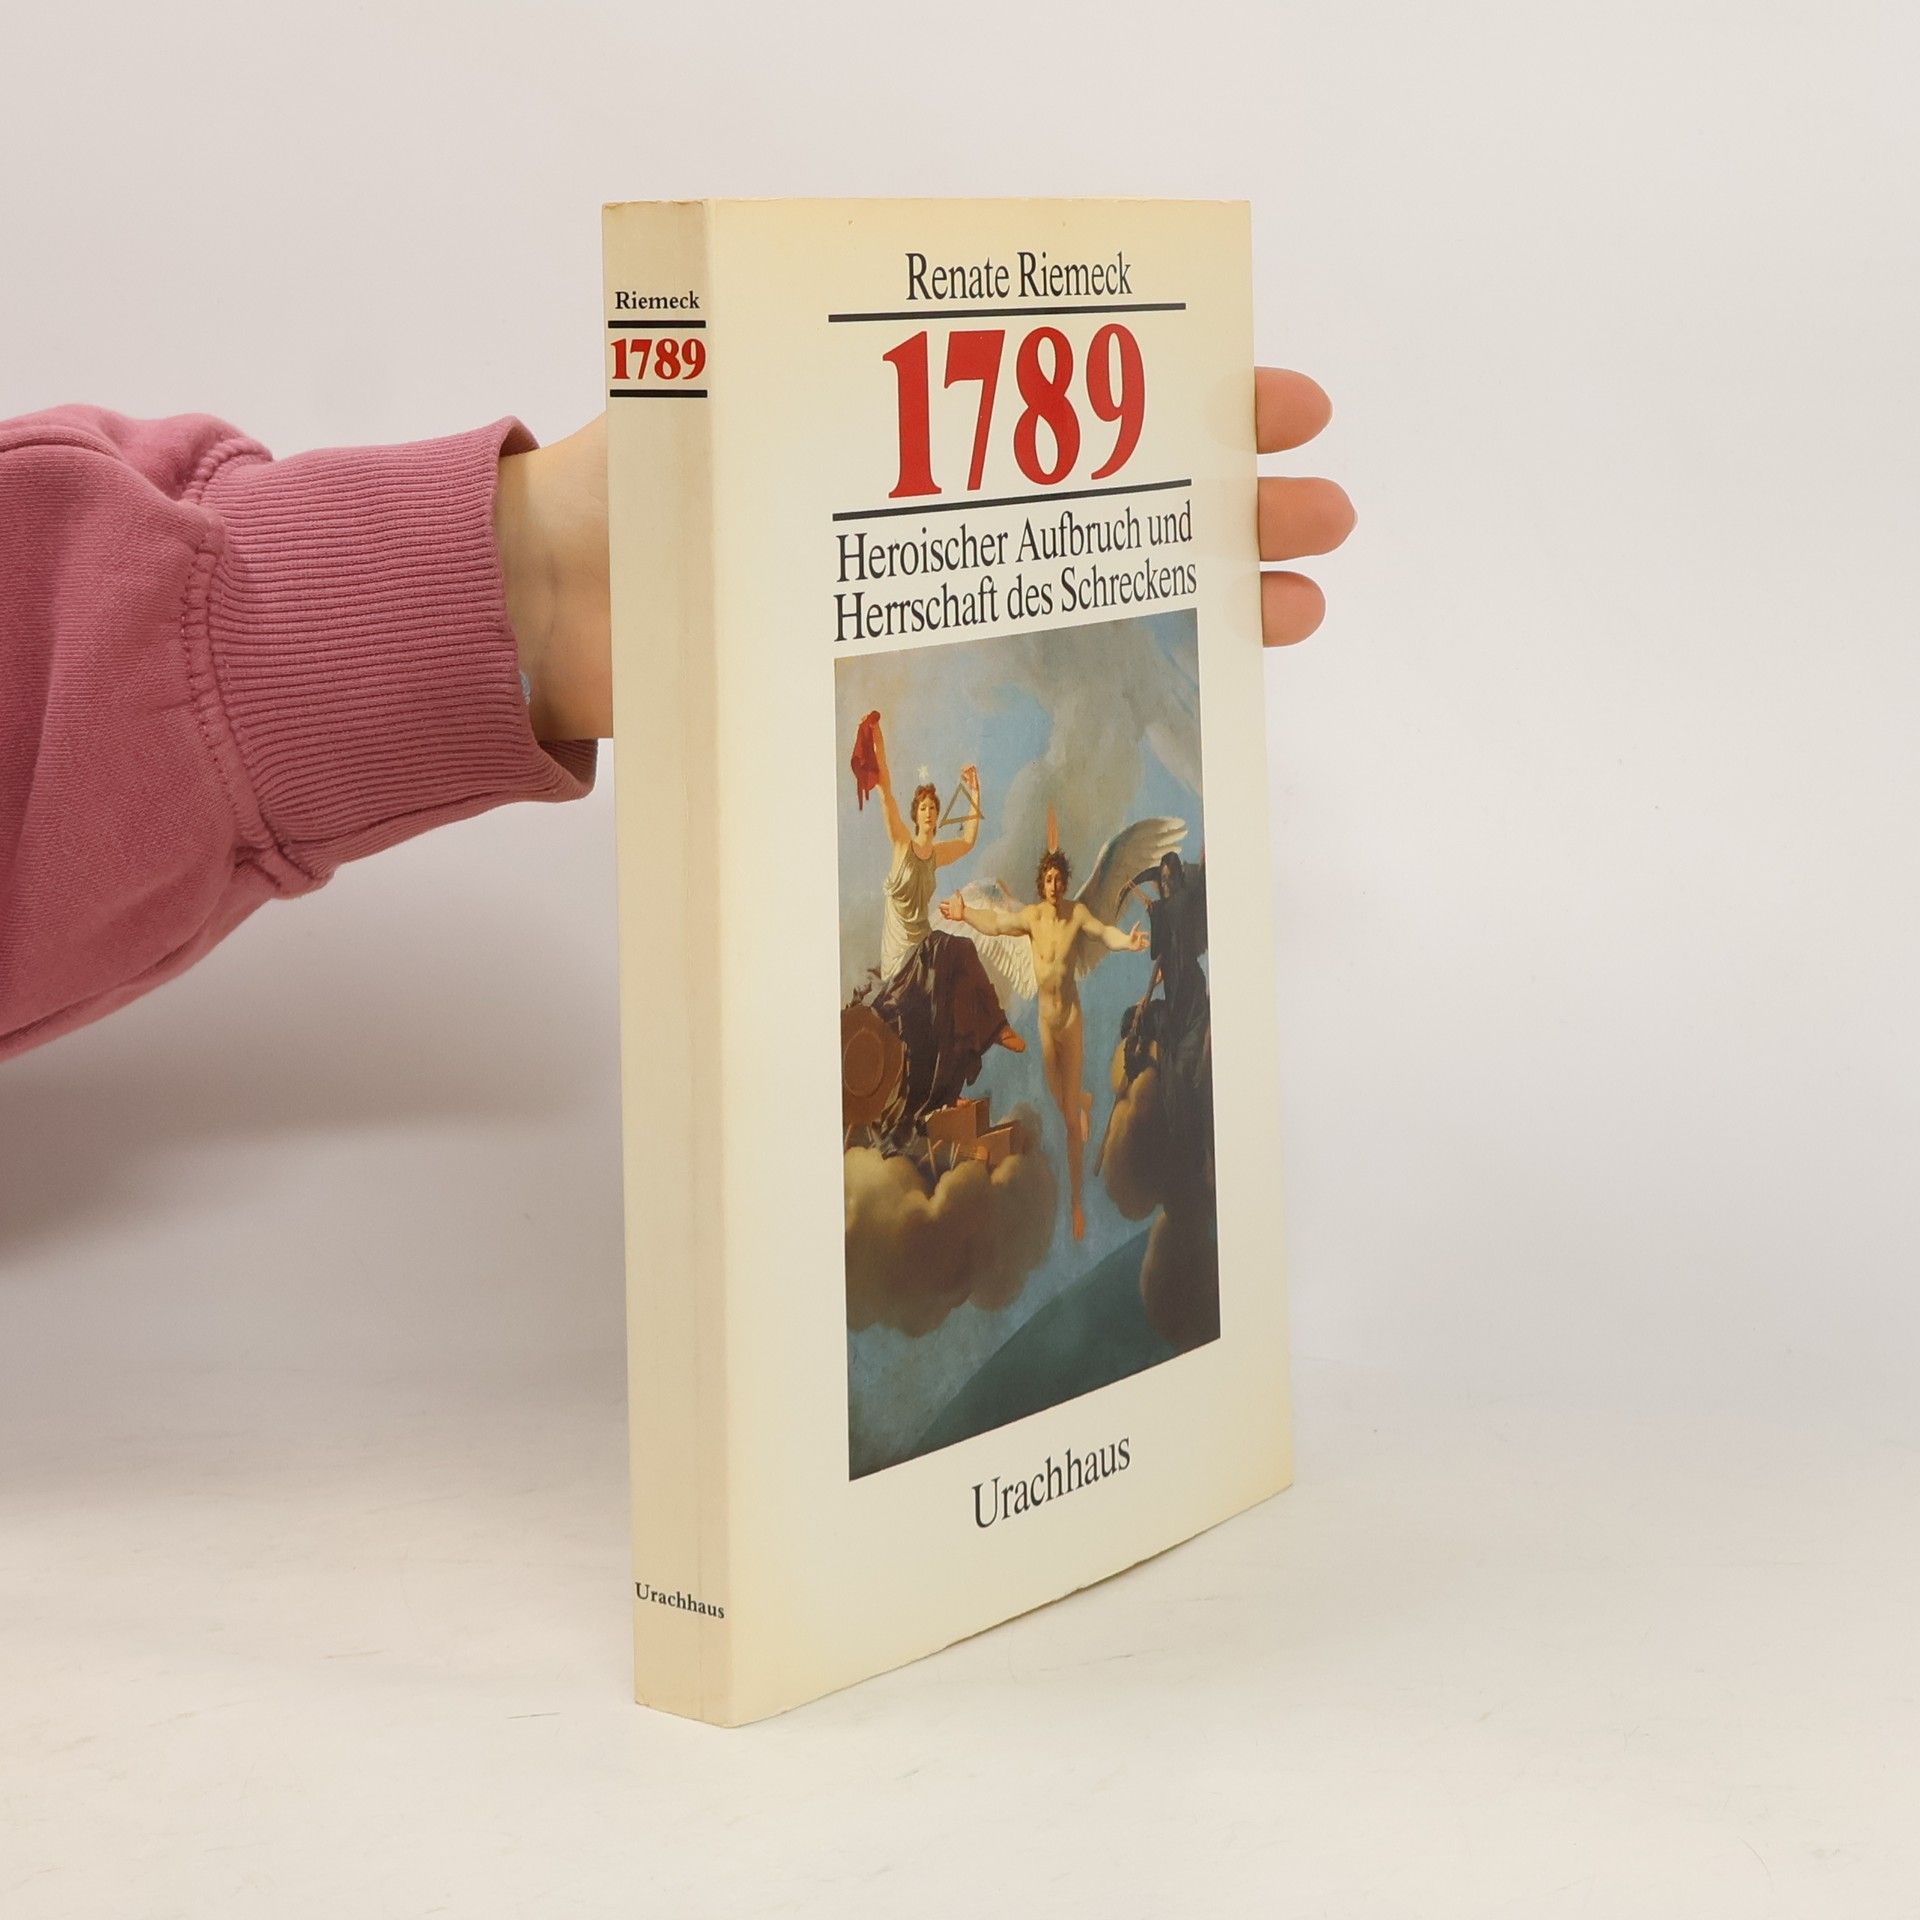 Riemeck
1789
Urachhaus
Renate Riemeck
1789
Heroischer Aufbruch und
Herrschaft des Schreckens
Urachhaus